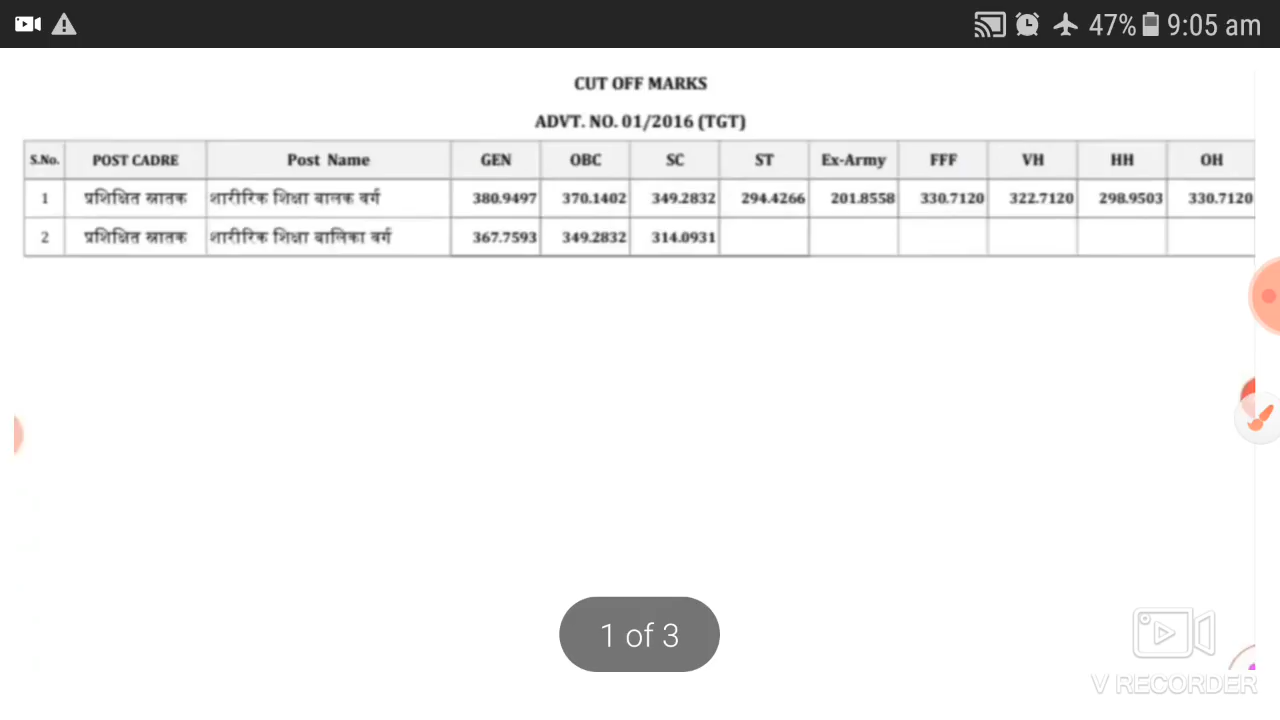 47% 9:05 am
CUT OFF MARKS
ADVT. NO. 01/2016 (TGT)
S.No. POST CADRE Post Name GEN OBC SC ST Ex-Army FFF VH HH OH
1 प्रशिक्षित स्नातक शारीरिक शिक्षा बालक वर्ग 380.9497 370.1402 349.2832 294.4266 201.8558 330.7120 322.7120 298.9503 330.7120
2 प्रशिक्षित स्नातक शारीरिक शिक्षा बालिका वर्ग 367.7593 349.2832 314.0931
1 of 3
V RECORDER